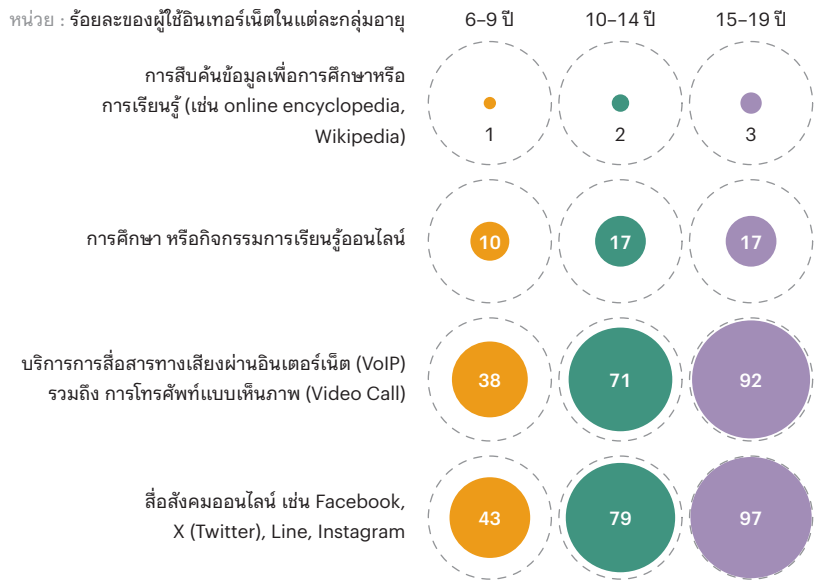 หน่วย : ร้อยละของผู้ใช้อินเทอร์เน็ตในแต่ละกลุ่มอายุ 6–9 ปี 10–14 ปี 15–19 ปี
การสืบค้นข้อมูลเพื่อการศึกษาหรือ
การเรียนรู้ (เช่น online encyclopedia,
Wikipedia)
1 2 3
การศึกษา หรือกิจกรรมการเรียนรู้ออนไลน์ 10 17 17
บริการการสื่อสารทางเสียงผ่านอินเตอร์เน็ต (VoIP)
รวมถึง การโทรศัพท์แบบเห็นภาพ (Video Call)
38 71 92
สื่อสังคมออนไลน์ เช่น Facebook,
X (Twitter), Line, Instagram
43 79 97